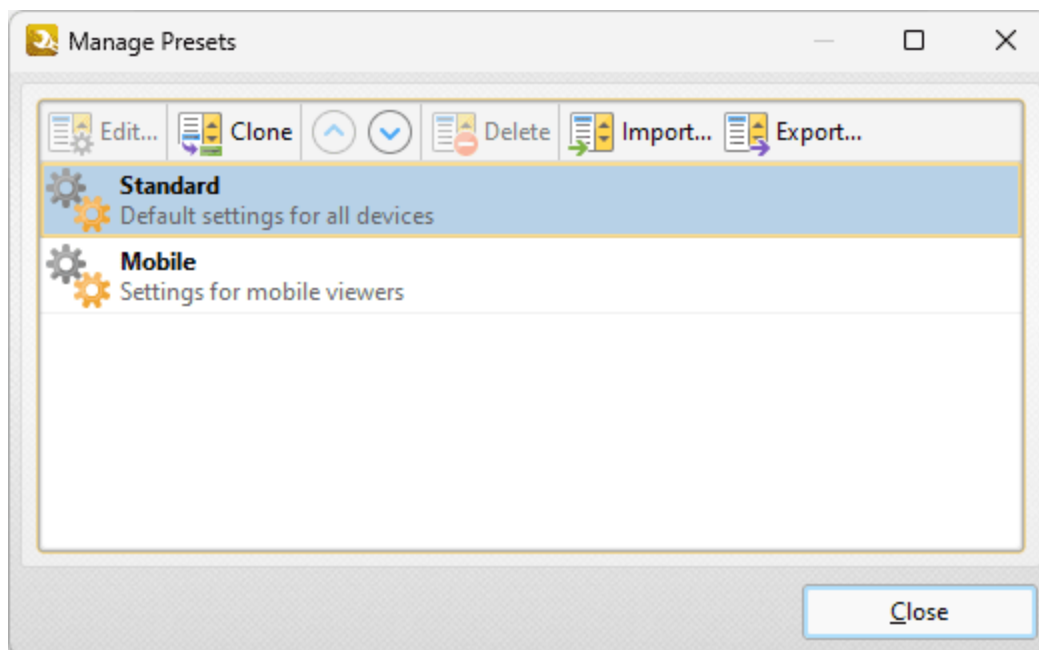 Manage Presets
Edit... Clone Delete Import... Export...
Standard
Default settings for all devices
Mobile
Settings for mobile viewers
Close